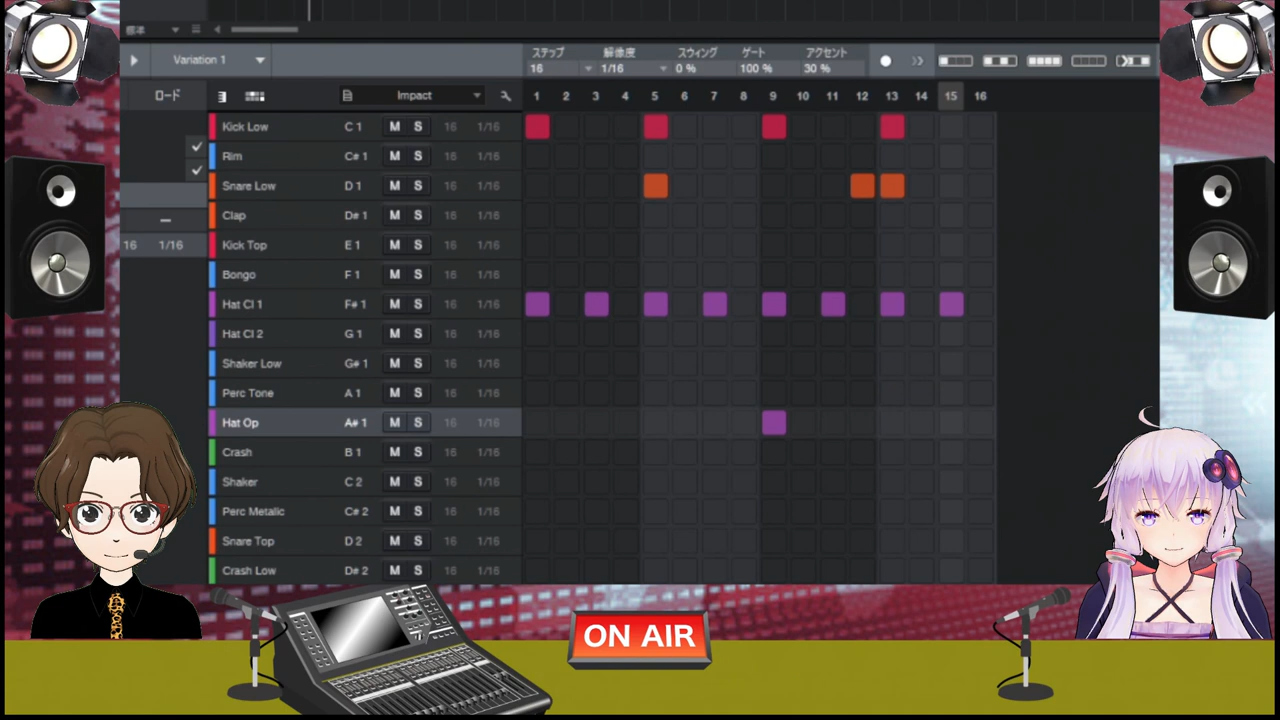 標準
Variation 1
ステップ 解像度 スウィング ゲート アクセント
16 1/16 0 % 100 % 30 %
ロード Impact 1 2 3 4 5 6 7 8 9 10 11 12 13 14 15 16
Kick Low C 1 M S 16 1/16
Rim C# 1 M S 16 1/16
Snare Low D 1 M S 16 1/16
Clap D# 1 M S 16 1/16
16 1/16 Kick Top E 1 M S 16 1/16
Bongo F 1 M S 16 1/16
Hat Cl 1 F# 1 M S 16 1/16
Hat Cl 2 G 1 M S 16 1/16
Shaker Low G# 1 M S 16 1/16
Perc Tone A 1 M S 16 1/16
Hat Op A# 1 M S 16 1/16
Crash B 1 M S 16 1/16
Shaker C 2 M S 16 1/16
Perc Metalic C# 2 M S 16 1/16
Snare Top D 2 M S 16 1/16
Crash Low D# 2 M S 16 1/16
ON AIR